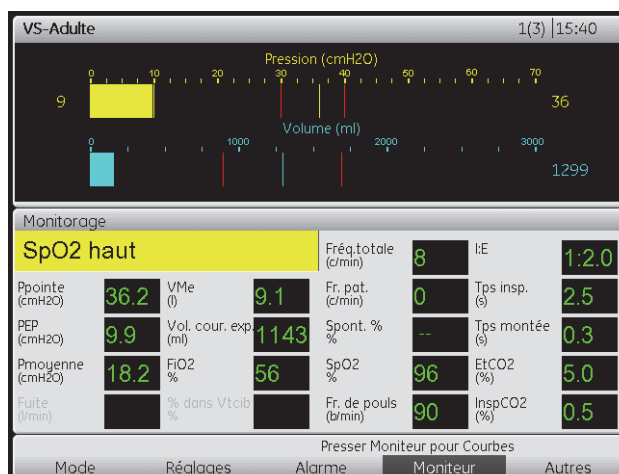 VS-Adulte 1(3) 15:40
Pression (cmH2O)
0 10 20 30 40 50 60 70
9 36
Volume (ml)
0 1000 2000 3000
1299
Monitorage
SpO2 haut
Fréq.totale (c/min) 8 I:E 1:2.0
Ppointe (cmH2O) 36.2 VMe (l) 9.1 Fr. pat. (c/min) 0 Tps insp. (s) 2.5
PEP (cmH2O) 9.9 Vol. cour. exp. (ml) 1143 Spont. % % -- Tps montée (s) 0.3
Pmoyenne (cmH2O) 18.2 FiO2 % 56 SpO2 % 96 EtCO2 (%) 5.0
Fuite (l/min) % dans Vtcib % Fr. de pouls (b/min) 90 InspCO2 (%) 0.5
Presser Moniteur pour Courbes
Mode Réglages Alarme Moniteur Autres